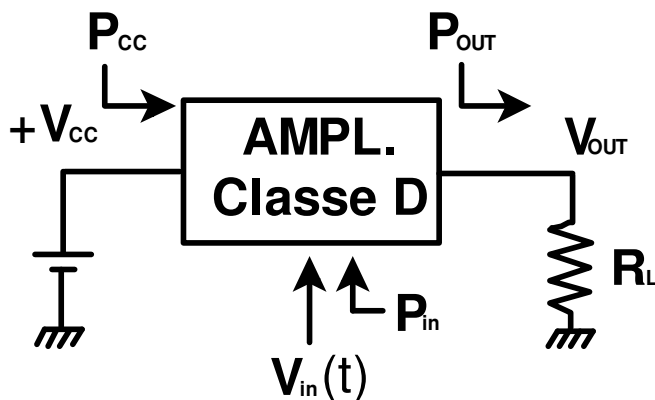 PCC
POUT
+VCC
AMPL.
Classe D
VOUT
RL
Pin
Vin(t)